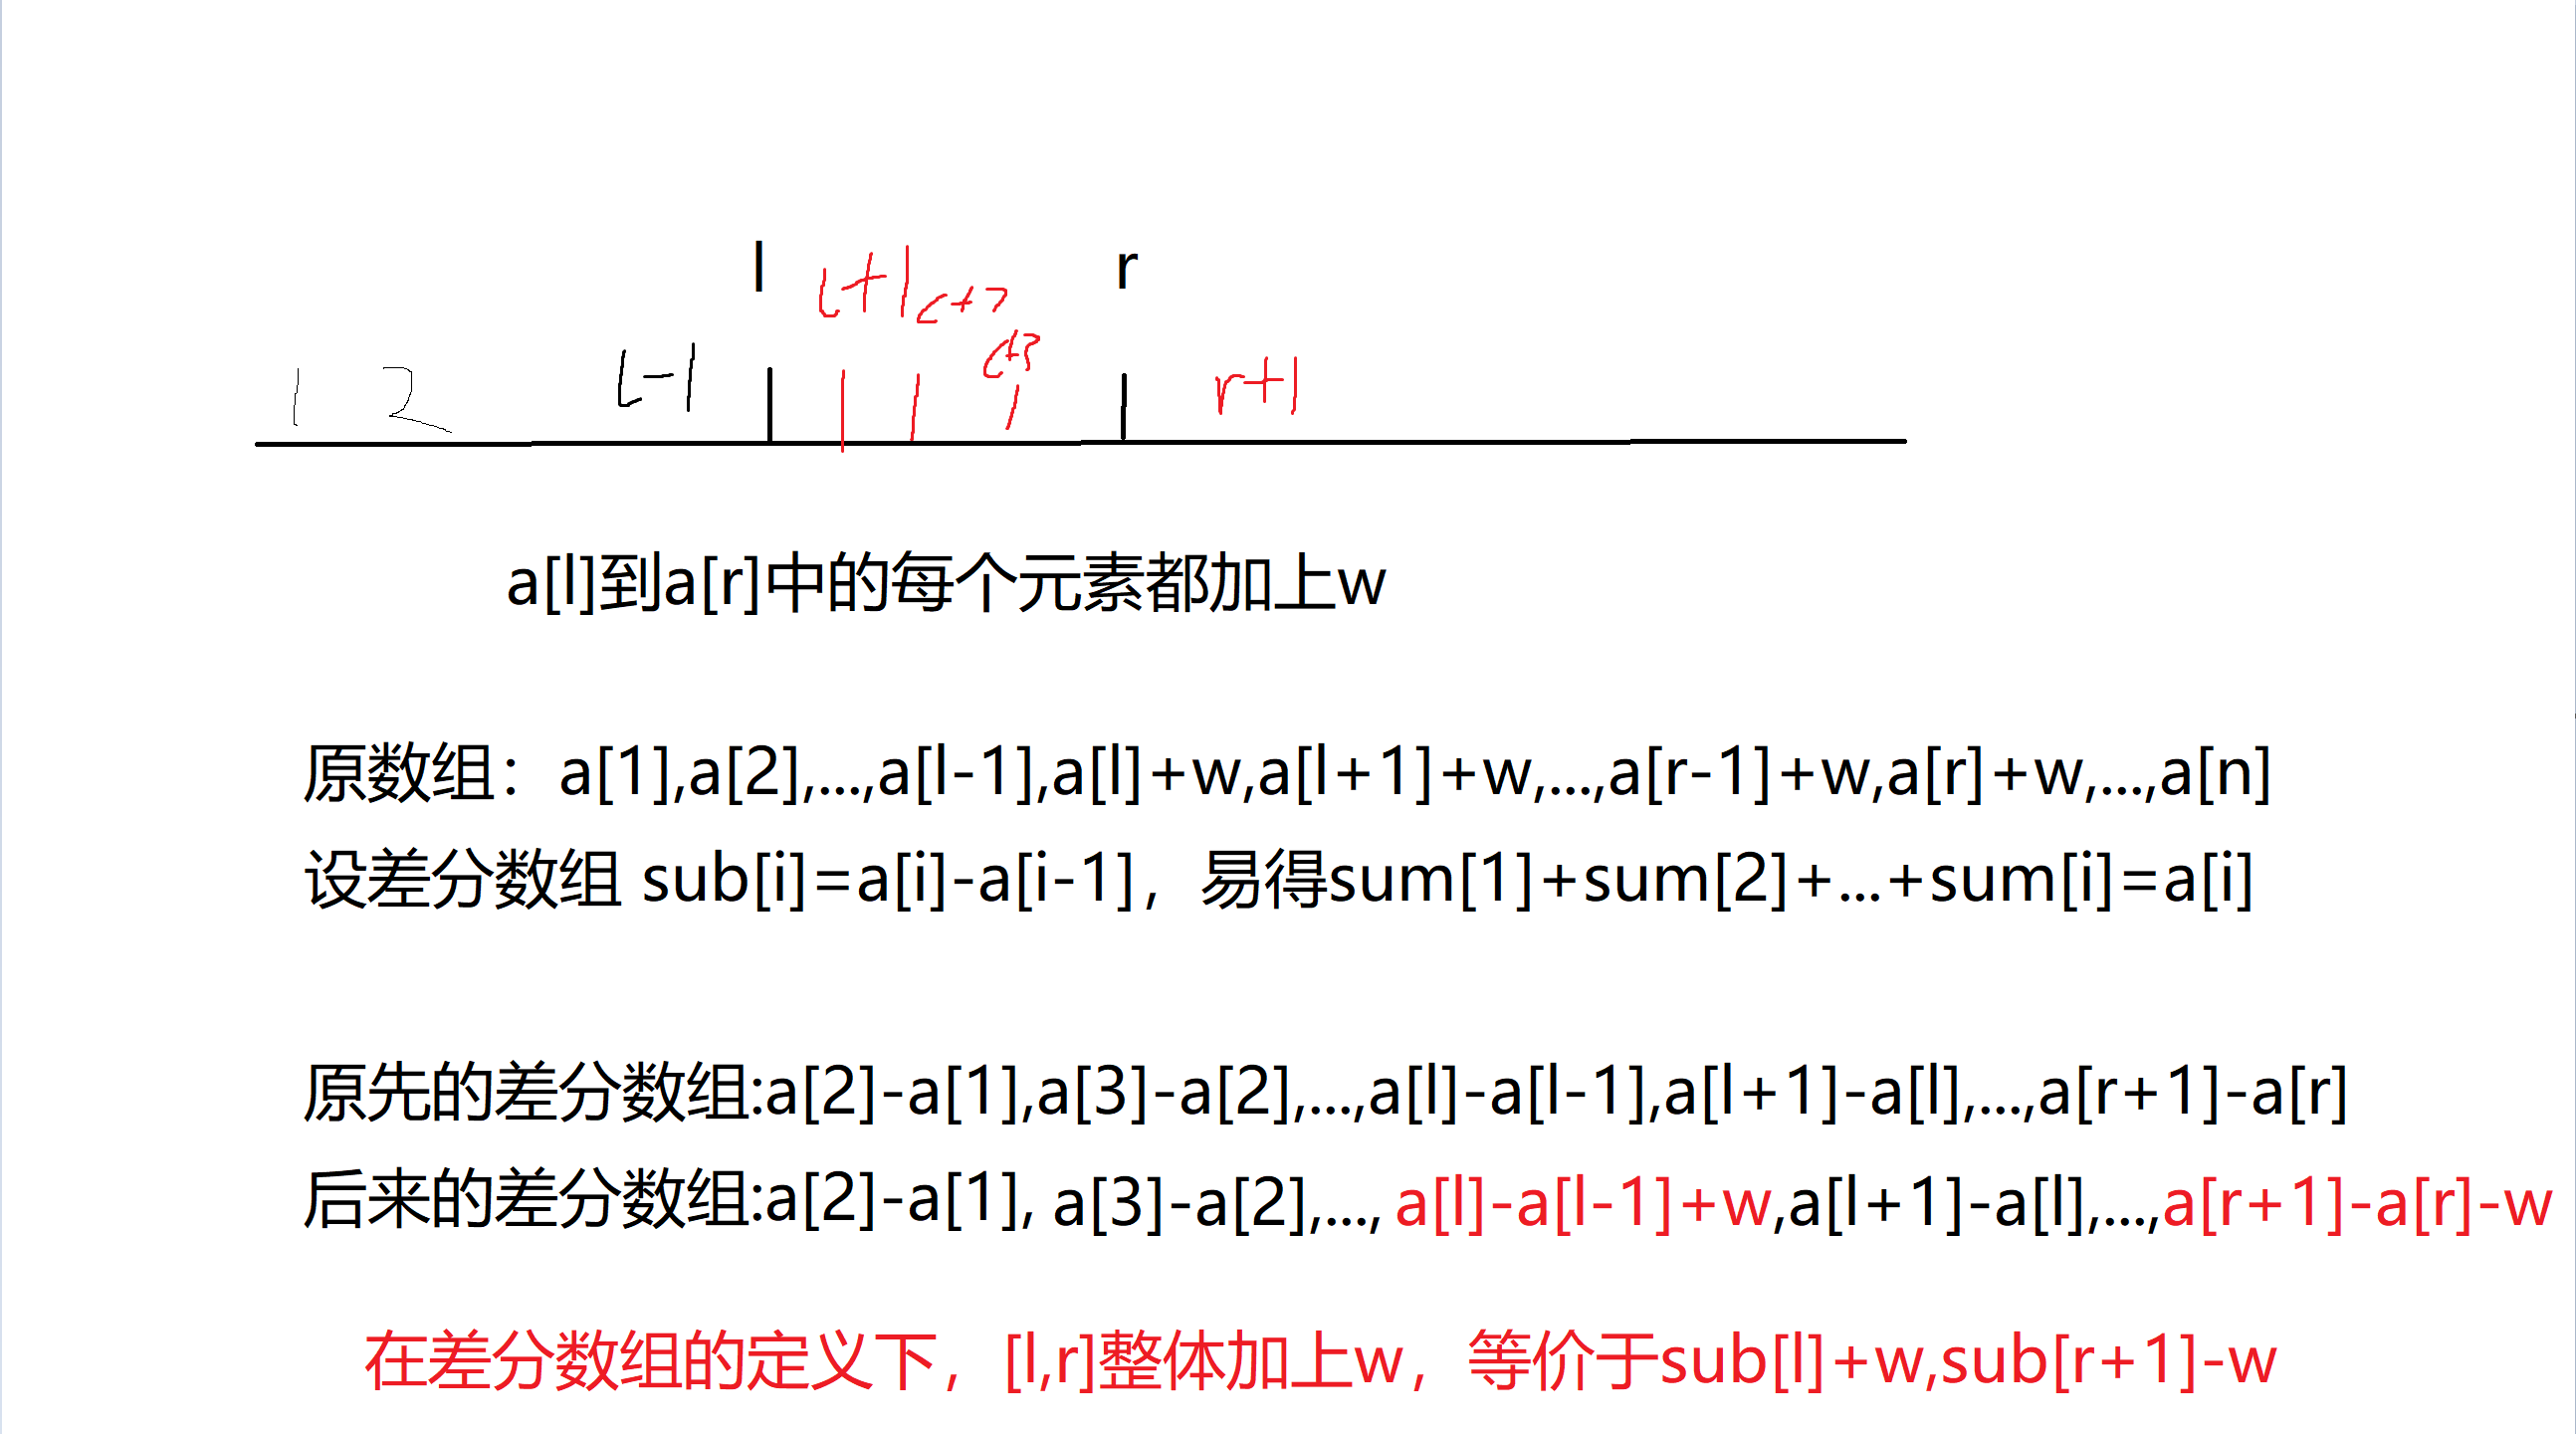 l l+1 l+2 r
1 2 l-1 l+3 r+1
a[l]到a[r]中的每个元素都加上w
原数组：a[1],a[2],...,a[l-1],a[l]+w,a[l+1]+w,...,a[r-1]+w,a[r]+w,...,a[n]
设差分数组 sub[i]=a[i]-a[i-1]，易得sum[1]+sum[2]+...+sum[i]=a[i]
原先的差分数组:a[2]-a[1],a[3]-a[2],...,a[l]-a[l-1],a[l+1]-a[l],...,a[r+1]-a[r]
后来的差分数组:a[2]-a[1], a[3]-a[2],..., a[l]-a[l-1]+w,a[l+1]-a[l],...,a[r+1]-a[r]-w
在差分数组的定义下，[l,r]整体加上w，等价于sub[l]+w,sub[r+1]-w